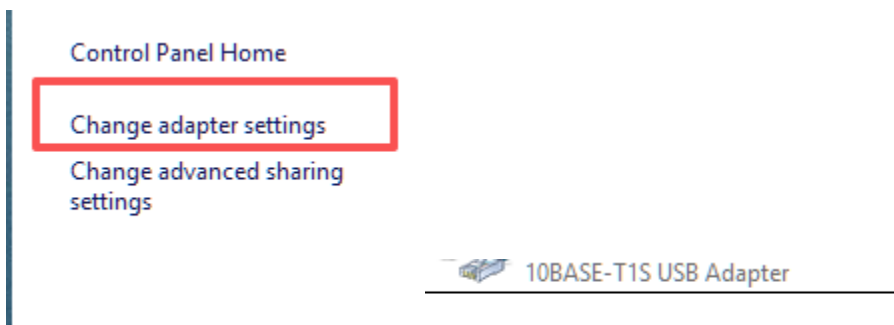 Control Panel Home
Change adapter settings
Change advanced sharing
settings
10BASE-T1S USB Adapter